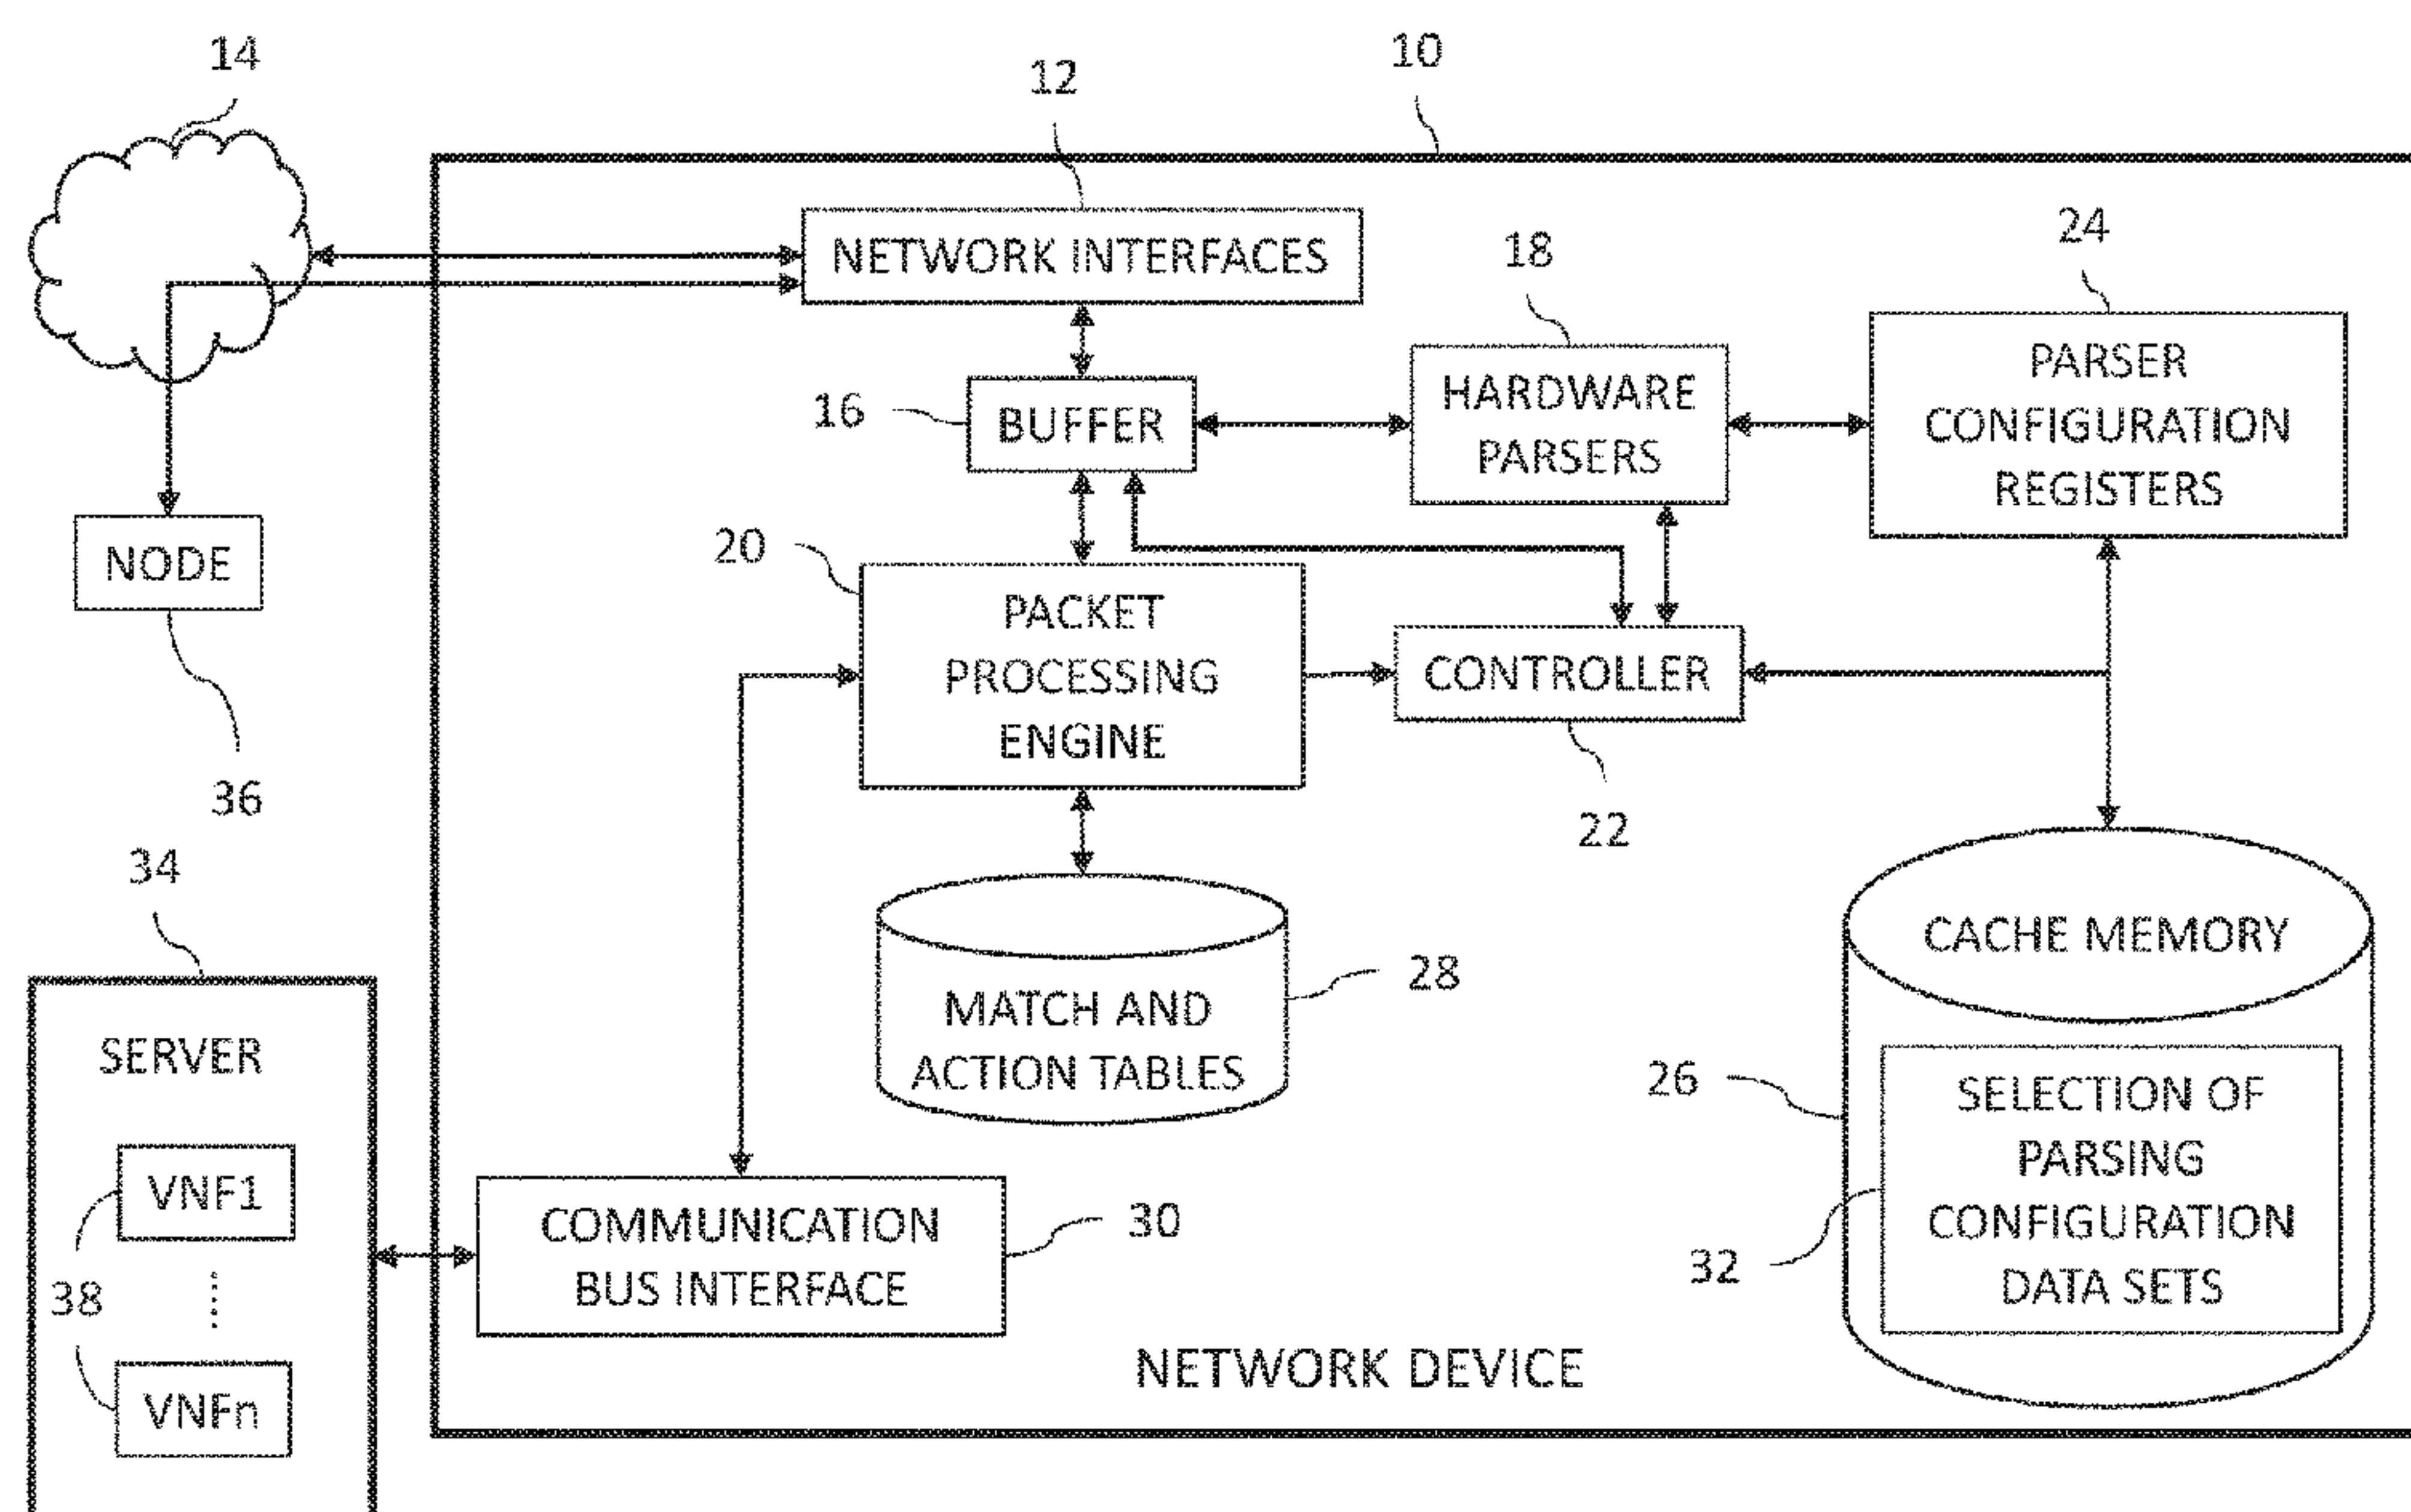 14
12
10
24
18
NETWORK INTERFACES
HARDWARE
PARSERS
PARSER
CONFIGURATION
REGISTERS
16
BUFFER
NODE
20
PACKET
PROCESSING
ENGINE
CONTROLLER
36
22
34
CACHE MEMORY
28
MATCH AND
ACTION TABLES
SERVER
26
SELECTION OF
PARSING
CONFIGURATION
DATA SETS
VNF1
COMMUNICATION
BUS INTERFACE
30
32
38
⋮
VNFn
NETWORK DEVICE